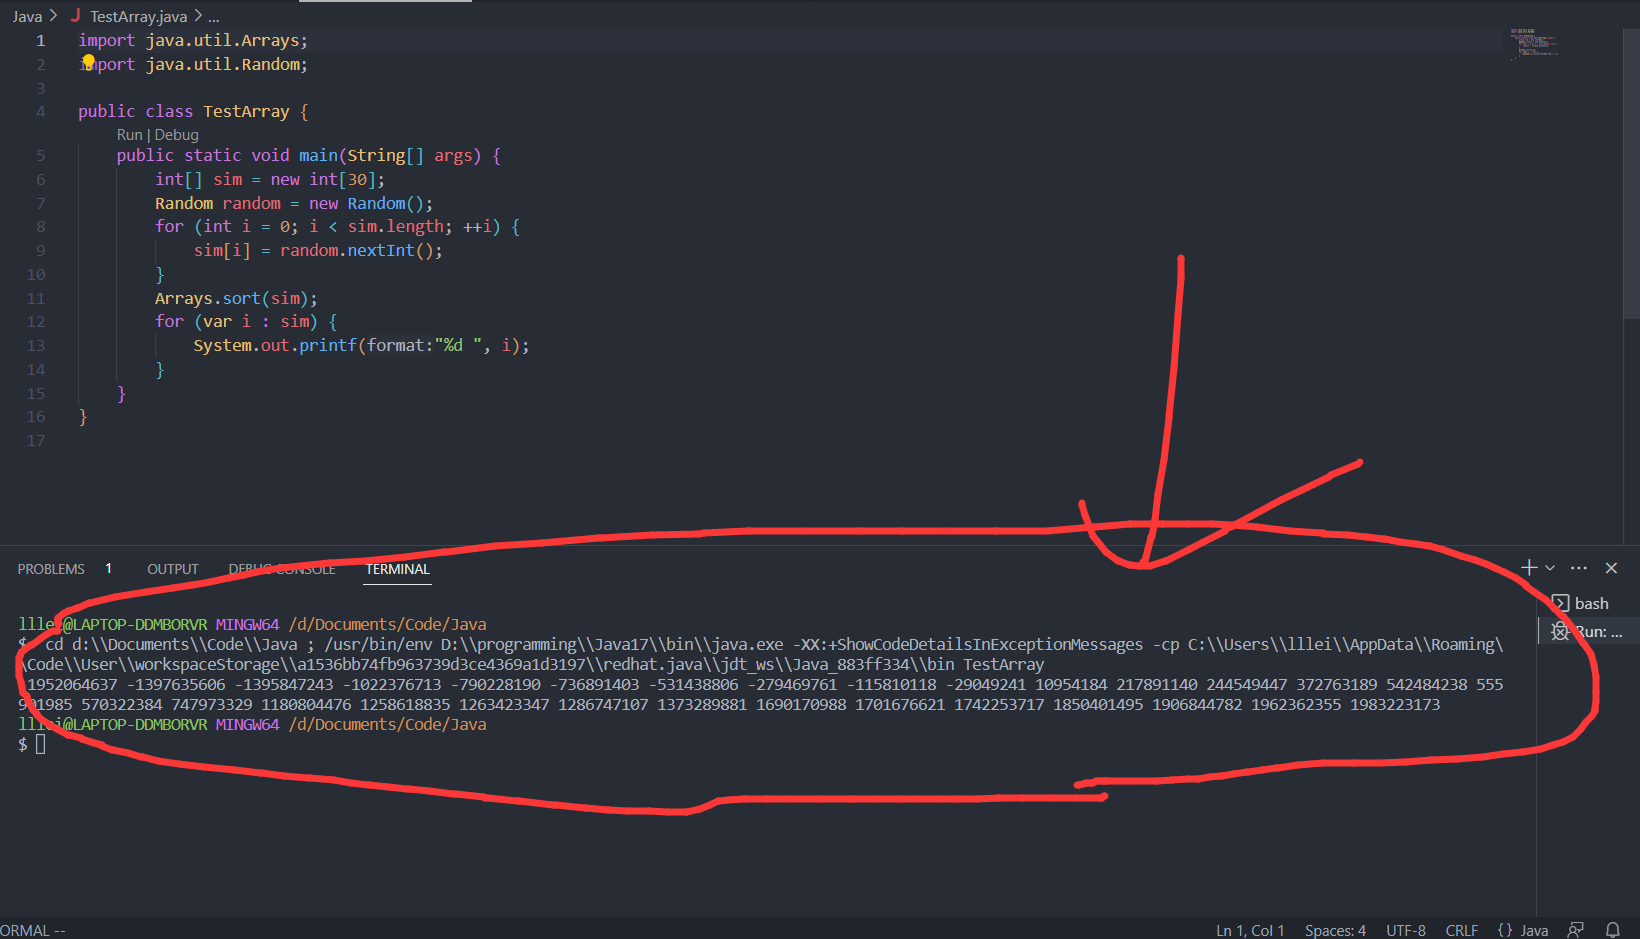 Java > TestArray.java > ...
1 import java.util.Arrays;
2 import java.util.Random;
3
4 public class TestArray {
Run | Debug
5 public static void main(String[] args) {
6 int[] sim = new int[30];
7 Random random = new Random();
8 for (int i = 0; i < sim.length; ++i) {
9 sim[i] = random.nextInt();
10 }
11 Arrays.sort(sim);
12 for (var i : sim) {
13 System.out.printf(format:"%d ", i);
14 }
15 }
16 }
17
PROBLEMS 1 OUTPUT DEBUG CONSOLE TERMINAL
bash
Run: ...
@LAPTOP-DDMBORVR MINGW64 /d/Documents/Code/Java
$ cd d:\\Documents\\Code\\Java ; /usr/bin/env D:\\programming\\Java17\\bin\\java.exe -XX:+ShowCodeDetailsInExceptionMessages -cp C:\\Users\\lllei\\AppData\\Roaming\
\Code\\User\\workspaceStorage\\a1536bb74fb963739d3ce4369a1d3197\\redhat.java\\jdt_ws\\Java_883ff334\\bin TestArray
1952064637 -1397635606 -1395847243 -1022376713 -790228190 -736891403 -531438806 -279469761 -115810118 -29049241 10954184 217891140 244549447 372763189 542484238 555
901985 570322384 747973329 1180804476 1258618835 1263423347 1286747107 1373289881 1690170988 1701676621 1742253717 1850401495 1906844782 1962362355 1983223173
lllei@LAPTOP-DDMBORVR MINGW64 /d/Documents/Code/Java
$
ORMAL -- Ln 1, Col 1 Spaces: 4 UTF-8 CRLF {} Java